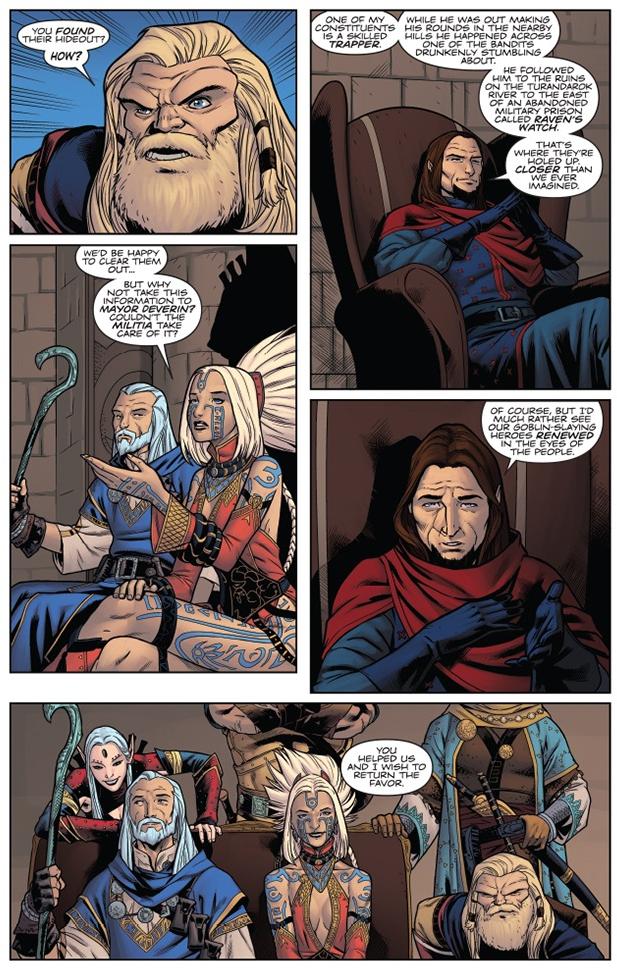 YOU FOUND
THEIR HIDEOUT?
HOW?
ONE OF MY
CONSTITUENTS
IS A SKILLED
TRAPPER.
WHILE HE WAS OUT MAKING
HIS ROUNDS IN THE NEARBY
HILLS HE HAPPENED ACROSS
ONE OF THE BANDITS
DRUNKENLY STUMBLING
ABOUT.
HE FOLLOWED
HIM TO THE RUINS
ON THE TURANDAROK
RIVER TO THE EAST
OF AN ABANDONED
MILITARY PRISON
CALLED RAVEN'S
WATCH.
THAT'S
WHERE THEY'RE
HOLED UP.
CLOSER THAN
WE EVER
IMAGINED.
WE'D BE HAPPY
TO CLEAR THEM
OUT...
BUT WHY
NOT TAKE THIS
INFORMATION TO
MAYOR DEVERIN?
COULDN'T THE
MILITIA TAKE
CARE OF IT?
OF COURSE, BUT I'D
MUCH RATHER SEE
OUR GOBLIN-SLAYING
HEROES RENEWED
IN THE EYES OF
THE PEOPLE.
YOU
HELPED US
AND I WISH TO
RETURN THE
FAVOR.